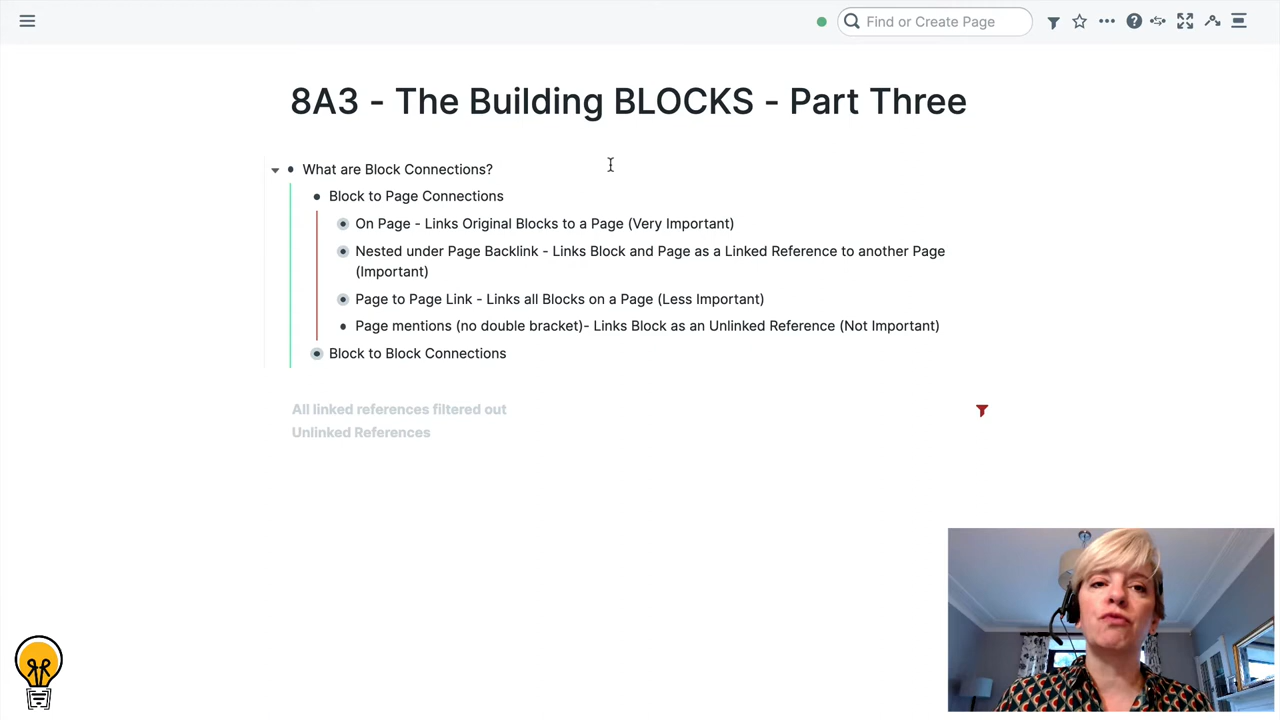 Find or Create Page
8A3 - The Building BLOCKS - Part Three
What are Block Connections?
Block to Page Connections
On Page - Links Original Blocks to a Page (Very Important)
Nested under Page Backlink - Links Block and Page as a Linked Reference to another Page
(Important)
Page to Page Link - Links all Blocks on a Page (Less Important)
Page mentions (no double bracket)- Links Block as an Unlinked Reference (Not Important)
Block to Block Connections
All linked references filtered out
Unlinked References